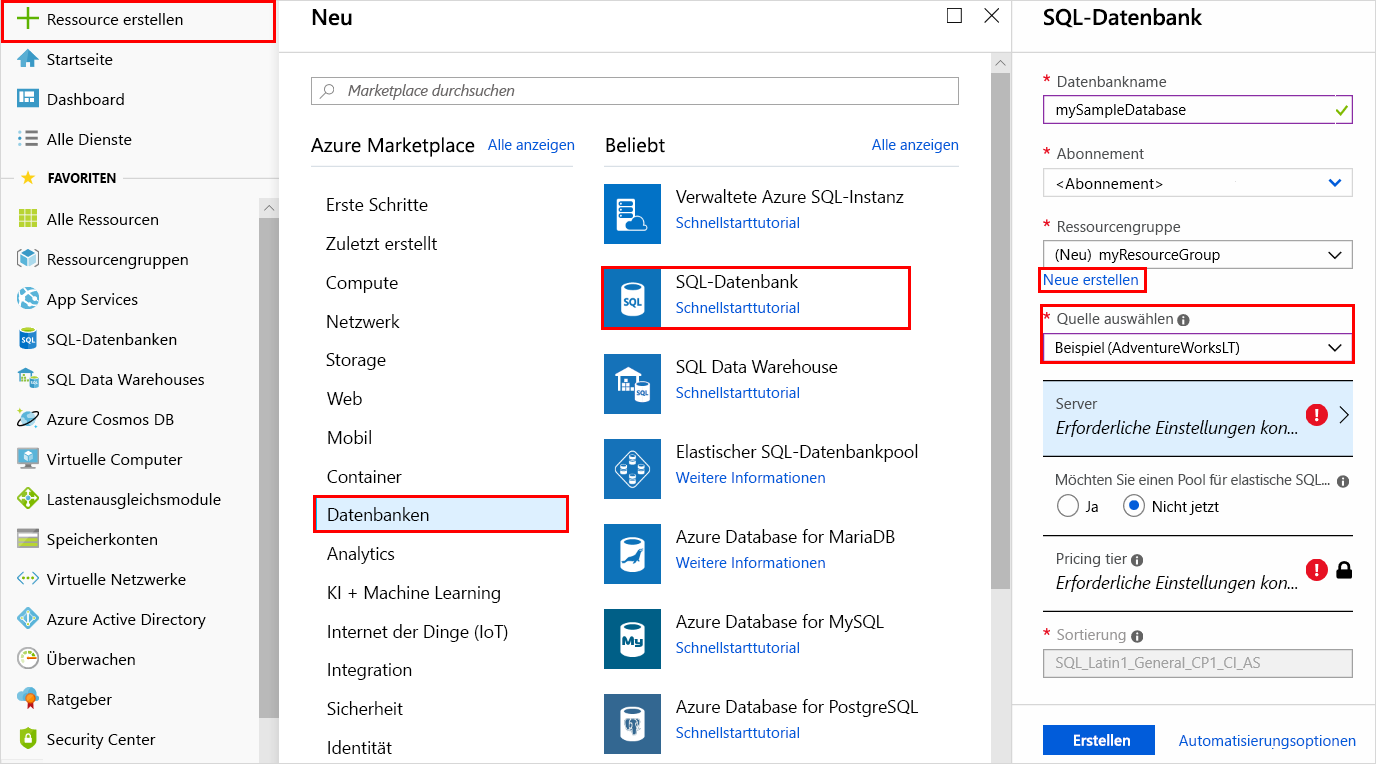 Ressource erstellen
Startseite
Dashboard
Alle Dienste
FAVORITEN
Alle Ressourcen
Ressourcengruppen
App Services
SQL-Datenbanken
SQL Data Warehouses
Azure Cosmos DB
Virtuelle Computer
Lastenausgleichsmodule
Speicherkonten
Virtuelle Netzwerke
Azure Active Directory
Überwachen
Ratgeber
Security Center
Neu
Marketplace durchsuchen
Azure Marketplace Alle anzeigen
Erste Schritte
Zuletzt erstellt
Compute
Netzwerk
Storage
Web
Mobil
Container
Datenbanken
Analytics
KI + Machine Learning
Internet der Dinge (IoT)
Integration
Sicherheit
Identität
Beliebt Alle anzeigen
Verwaltete Azure SQL-Instanz
Schnellstarttutorial
SQL-Datenbank
Schnellstarttutorial
SQL Data Warehouse
Schnellstarttutorial
Elastischer SQL-Datenbankpool
Weitere Informationen
Azure Database for MariaDB
Weitere Informationen
Azure Database for MySQL
Schnellstarttutorial
Azure Database for PostgreSQL
Schnellstarttutorial
SQL-Datenbank
* Datenbankname
mySampleDatabase
* Abonnement
<Abonnement>
* Ressourcengruppe
(Neu) myResourceGroup
Neue erstellen
* Quelle auswählen
Beispiel (AdventureWorksLT)
Server
Erforderliche Einstellungen kon...
Möchten Sie einen Pool für elastische SQL...
Ja Nicht jetzt
Pricing tier
Erforderliche Einstellungen kon...
* Sortierung
SQL_Latin1_General_CP1_CI_AS
Erstellen Automatisierungsoptionen